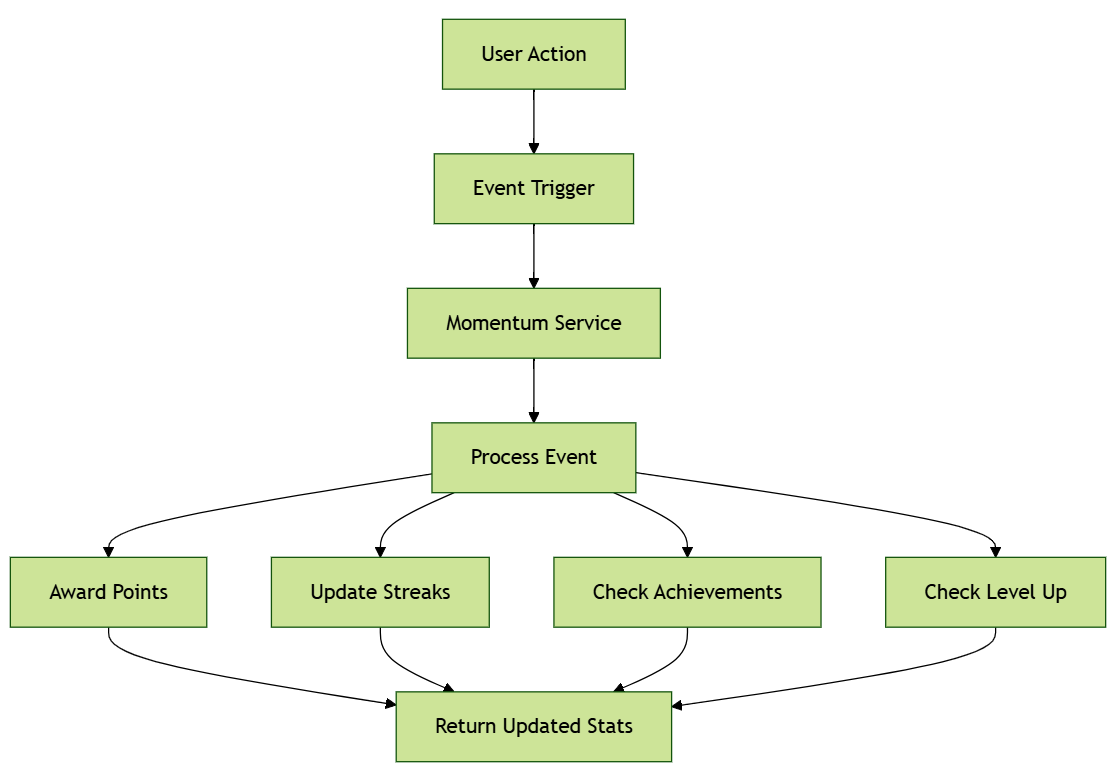 User Action
Event Trigger
Momentum Service
Process Event
Award Points
Update Streaks
Check Achievements
Check Level Up
Return Updated Stats